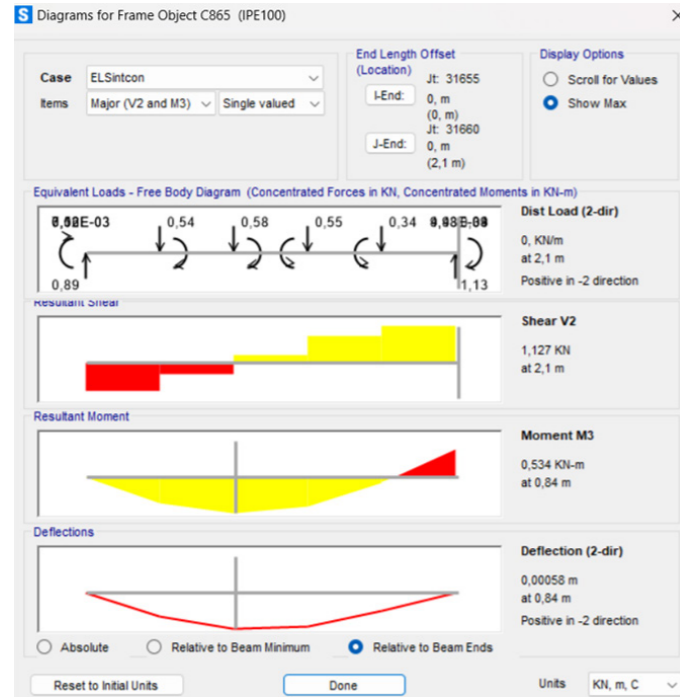 S Diagrams for Frame Object C865 (IPE100)
Case ELSintcon
Items Major (V2 and M3) Single valued
End Length Offset
(Location)
Jt: 31655
I-End: 0, m
(0, m)
Jt: 31660
J-End: 0, m
(2,1 m)
Display Options
Scroll for Values
Show Max
Equivalent Loads - Free Body Diagram (Concentrated Forces in KN, Concentrated Moments in KN-m)
0,54 0,58 0,55 0,34
0,89 1,13
Dist Load (2-dir)
0, KN/m
at 2,1 m
Positive in -2 direction
Resultant Shear
Shear V2
1,127 KN
at 2,1 m
Resultant Moment
Moment M3
0,534 KN-m
at 0,84 m
Deflections
Deflection (2-dir)
0,00058 m
at 0,84 m
Positive in -2 direction
Absolute Relative to Beam Minimum Relative to Beam Ends
Reset to Initial Units Done Units KN, m, C